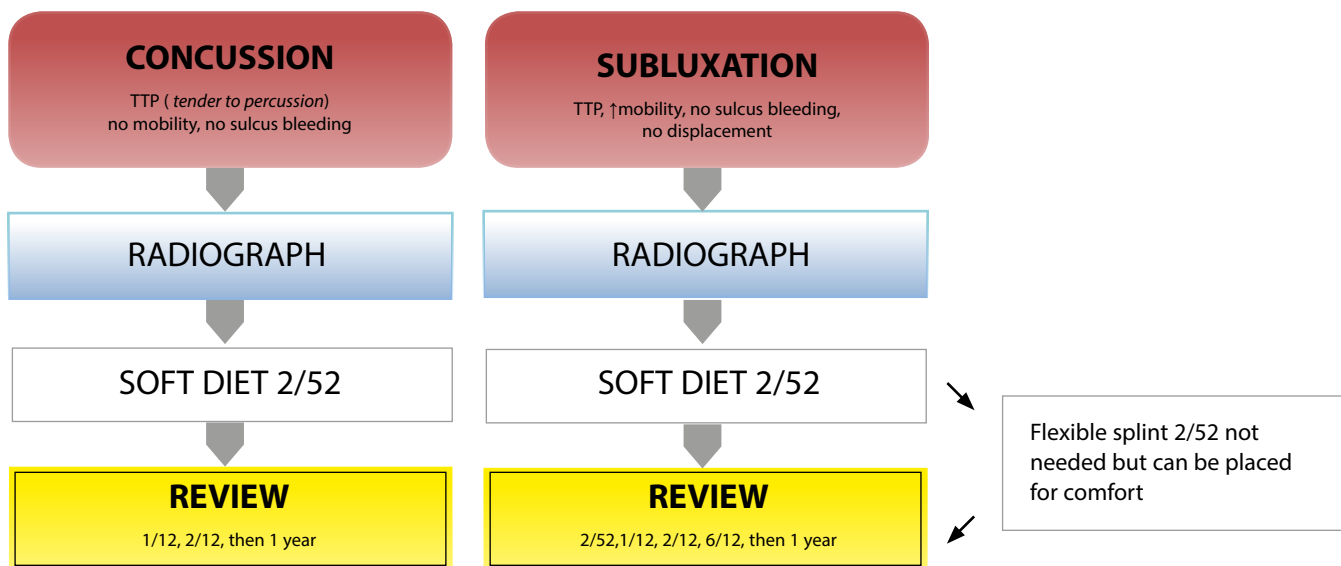 CONCUSSION
TTP ( tender to percussion)
no mobility, no sulcus bleeding
RADIOGRAPH
SOFT DIET 2/52
REVIEW
1/12, 2/12, then 1 year
SUBLUXATION
TTP, ↑mobility, no sulcus bleeding,
no displacement
RADIOGRAPH
SOFT DIET 2/52
Flexible splint 2/52 not
needed but can be placed
for comfort
REVIEW
2/52,1/12, 2/12, 6/12, then 1 year